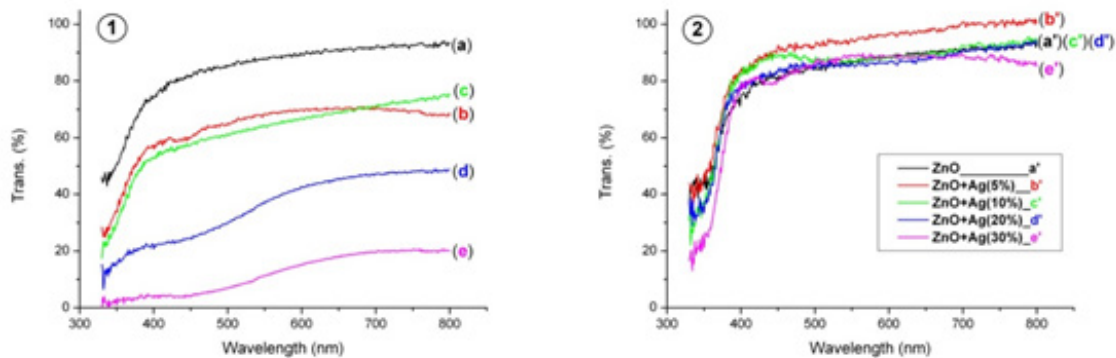 1
Trans. (%)
100
80
60
40
20
0
300 400 500 600 700 800
Wavelength (nm)
(a)
(c)
(b)
(d)
(e)
2
Trans. (%)
100
80
60
40
20
0
300 400 500 600 700 800
Wavelength (nm)
(b')
(a')(c')(d')
(e')
ZnO_________a'
ZnO+Ag(5%)__b'
ZnO+Ag(10%)_c'
ZnO+Ag(20%)_d'
ZnO+Ag(30%)_e'